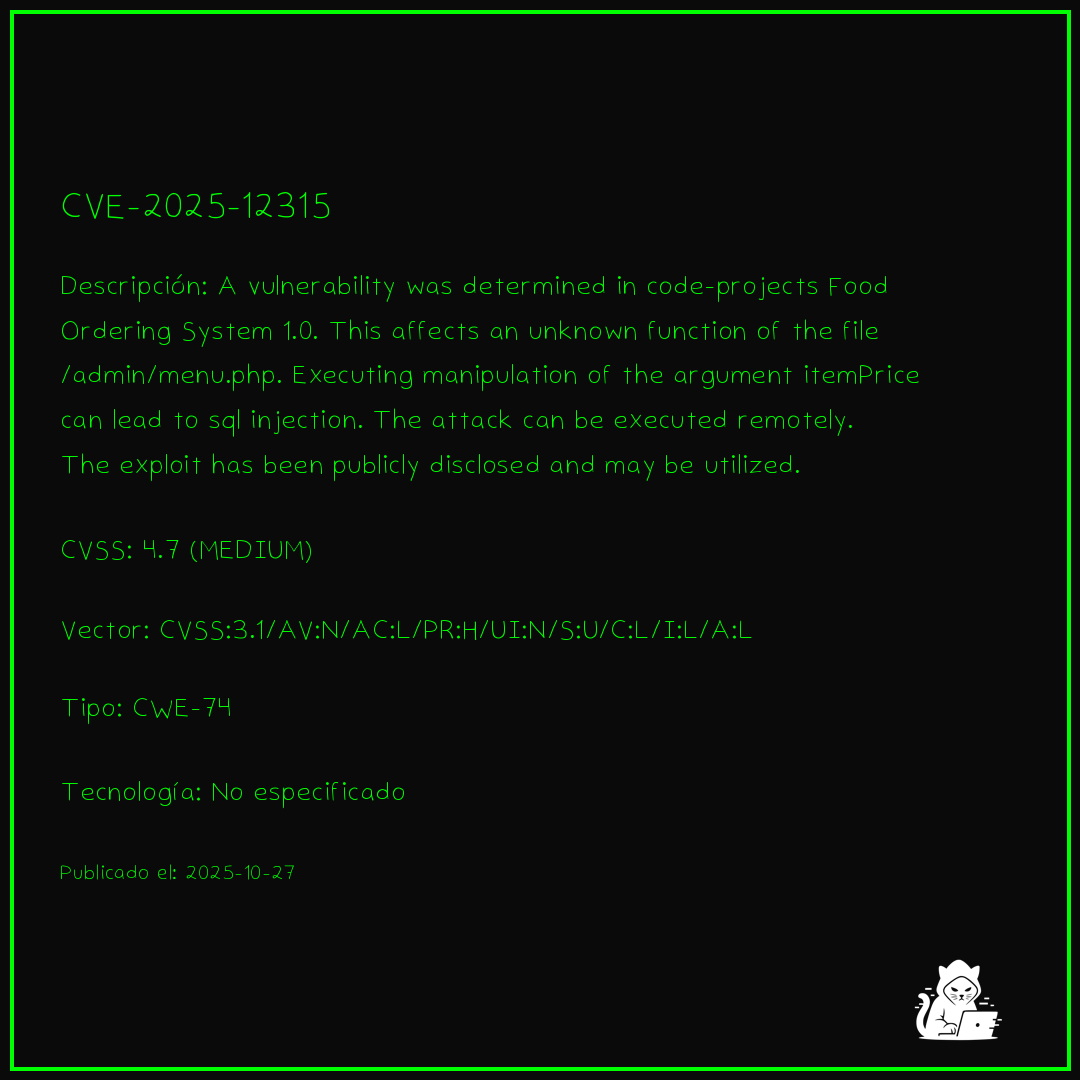 CVE-2025-12315
Descripción: A vulnerability was determined in code-projects Food
Ordering System 1.0. This affects an unknown function of the file
/admin/menu.php. Executing manipulation of the argument itemPrice
can lead to sql injection. The attack can be executed remotely.
The exploit has been publicly disclosed and may be utilized.
CVSS: 4.7 (MEDIUM)
Vector: CVSS:3.1/AV:N/AC:L/PR:H/UI:N/S:U/C:L/I:L/A:L
Tipo: CWE-74
Tecnología: No especificado
Publicado el: 2025-10-27